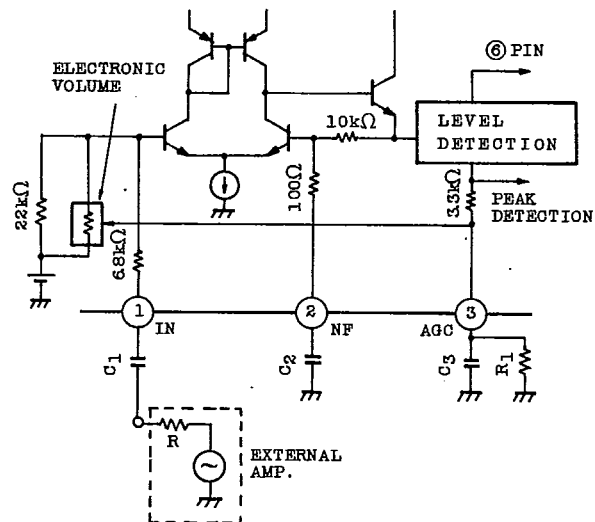 ⑥ PIN
ELECTRONIC
VOLUME
LEVEL
DETECTION
10kΩ
100Ω
3.3kΩ
PEAK
DETECTION
22kΩ
6.8kΩ
1
IN
2
NF
AGC
3
C1
C2
C3
R1
R
EXTERNAL
AMP.